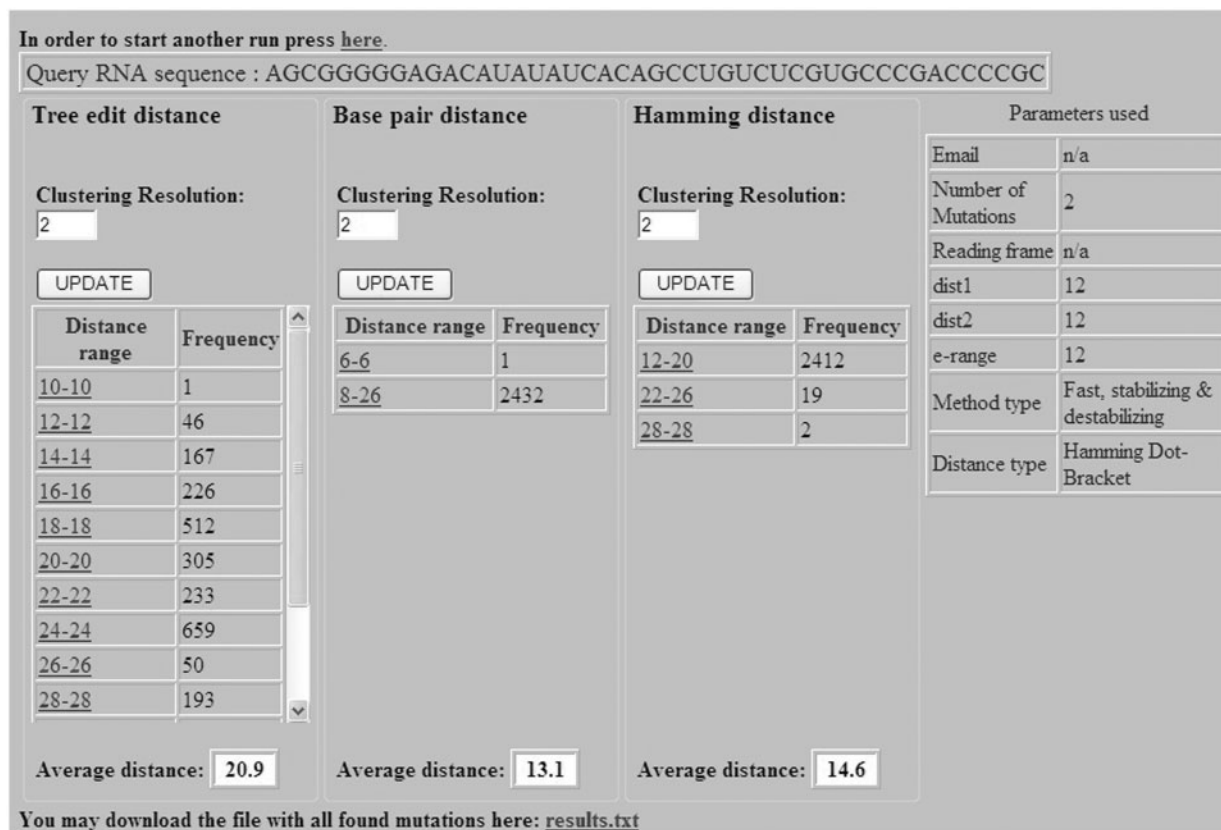 In order to start another run press here.
Query RNA sequence : AGCGGGGGAGACAUAUAUCACAGCCUGUCUCGUGCCCGACCCCGC
Tree edit distance
Clustering Resolution:
2
UPDATE
Distance range Frequency
10-10 1
12-12 46
14-14 167
16-16 226
18-18 512
20-20 305
22-22 233
24-24 659
26-26 50
28-28 193
Average distance: 20.9
Base pair distance
Clustering Resolution:
2
UPDATE
Distance range Frequency
6-6 1
8-26 2432
Average distance: 13.1
Hamming distance
Clustering Resolution:
2
UPDATE
Distance range Frequency
12-20 2412
22-26 19
28-28 2
Average distance: 14.6
Parameters used
Email n/a
Number of Mutations 2
Reading frame n/a
dist1 12
dist2 12
e-range 12
Method type Fast, stabilizing & destabilizing
Distance type Hamming Dot-Bracket
You may download the file with all found mutations here: results.txt